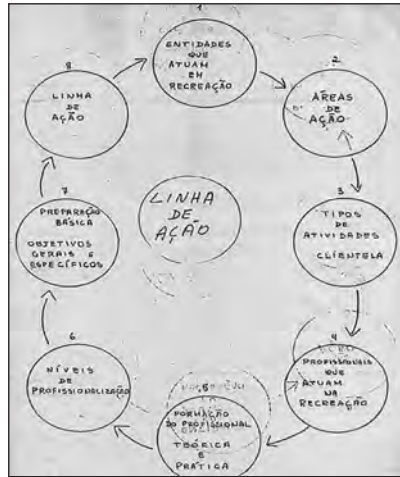 1
ENTIDADES
QUE
ATUAM
EM
RECREAÇÃO
2
ÁREAS
DE
AÇÃO
3
TIPOS
DE
ATIVIDADES
CLIENTELA
4
PROFISSIONAIS
QUE
ATUAM
NA
RECREAÇÃO
5
FORMAÇÃO
DO PROFISSIONAL
TEÓRICA
E
PRÁTICA
6
NÍVEIS
DE
PROFISSIONALIZAÇÃO
7
PREPARAÇÃO
BÁSICA
OBJETIVOS
GERAIS E
ESPECÍFICOS
8
LINHA
DE
AÇÃO
LINHA
DE
AÇÃO